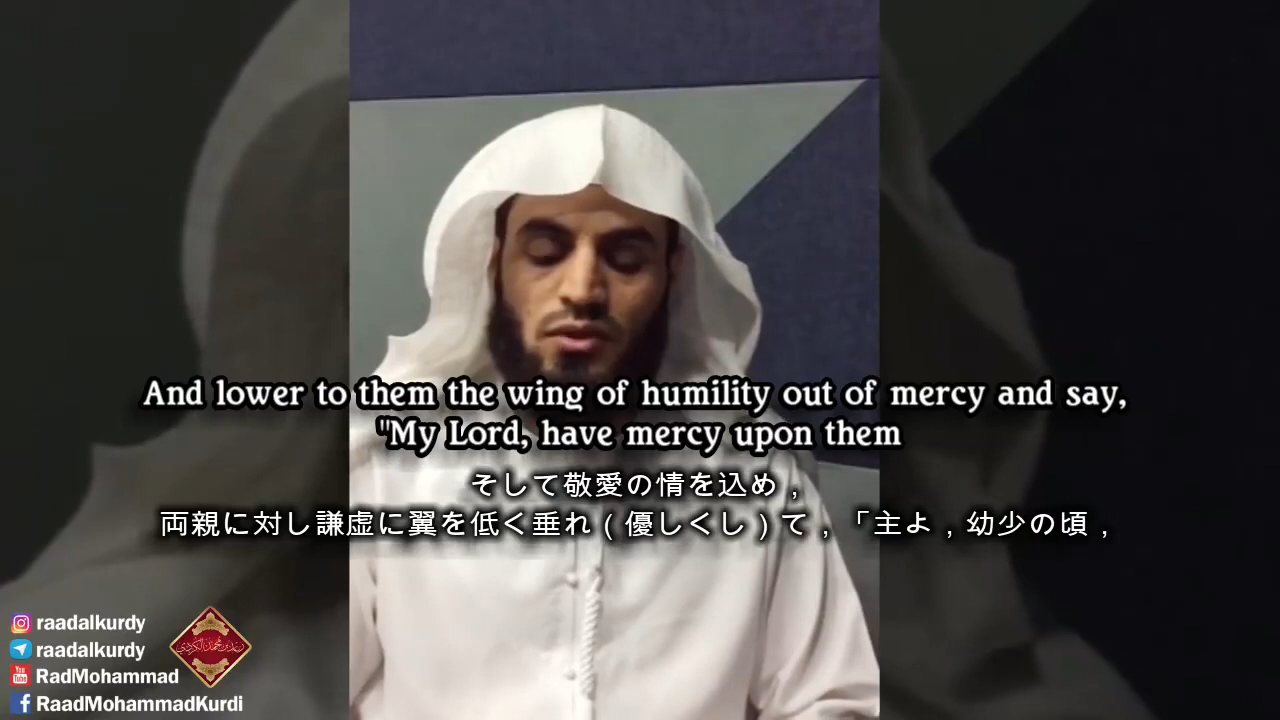 And lower to them the wing of humility out of mercy and say,
"My Lord, have mercy upon them
そして敬愛の情を込め，
両親に対し謙虚に翼を低く垂れ（優しくし）て，「主よ，幼少の頃，
raadalkurdy
raadalkurdy
RadMohammad
RaadMohammadKurdi